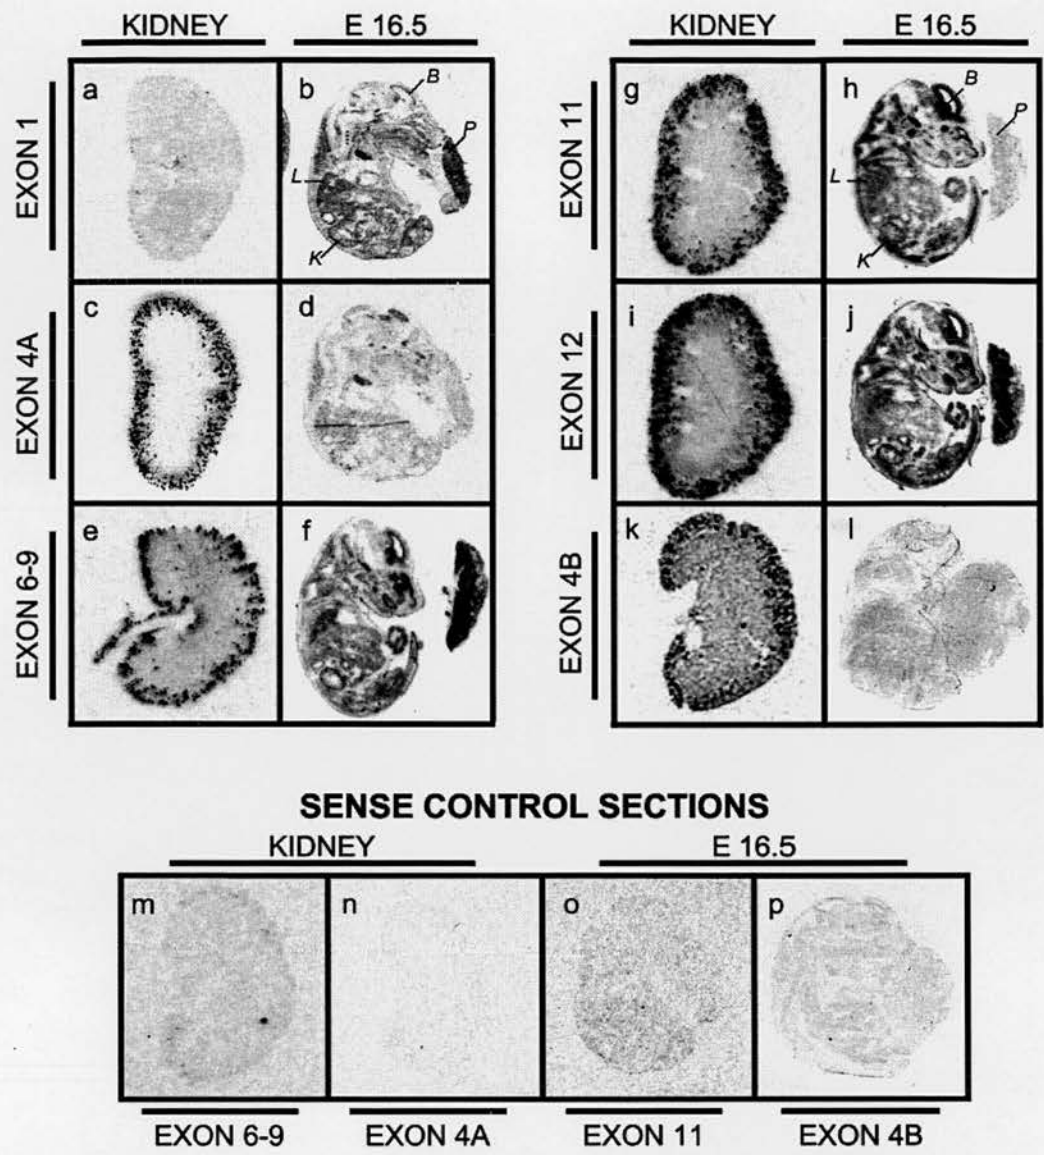 KIDNEY E 16.5 KIDNEY E 16.5
EXON 1
a
b
B
P
L
K
EXON 11
g
h
B
P
L
K
EXON 4A
c
d
EXON 12
i
j
EXON 6-9
e
f
EXON 4B
k
l
SENSE CONTROL SECTIONS
KIDNEY E 16.5
m n o p
EXON 6-9 EXON 4A EXON 11 EXON 4B